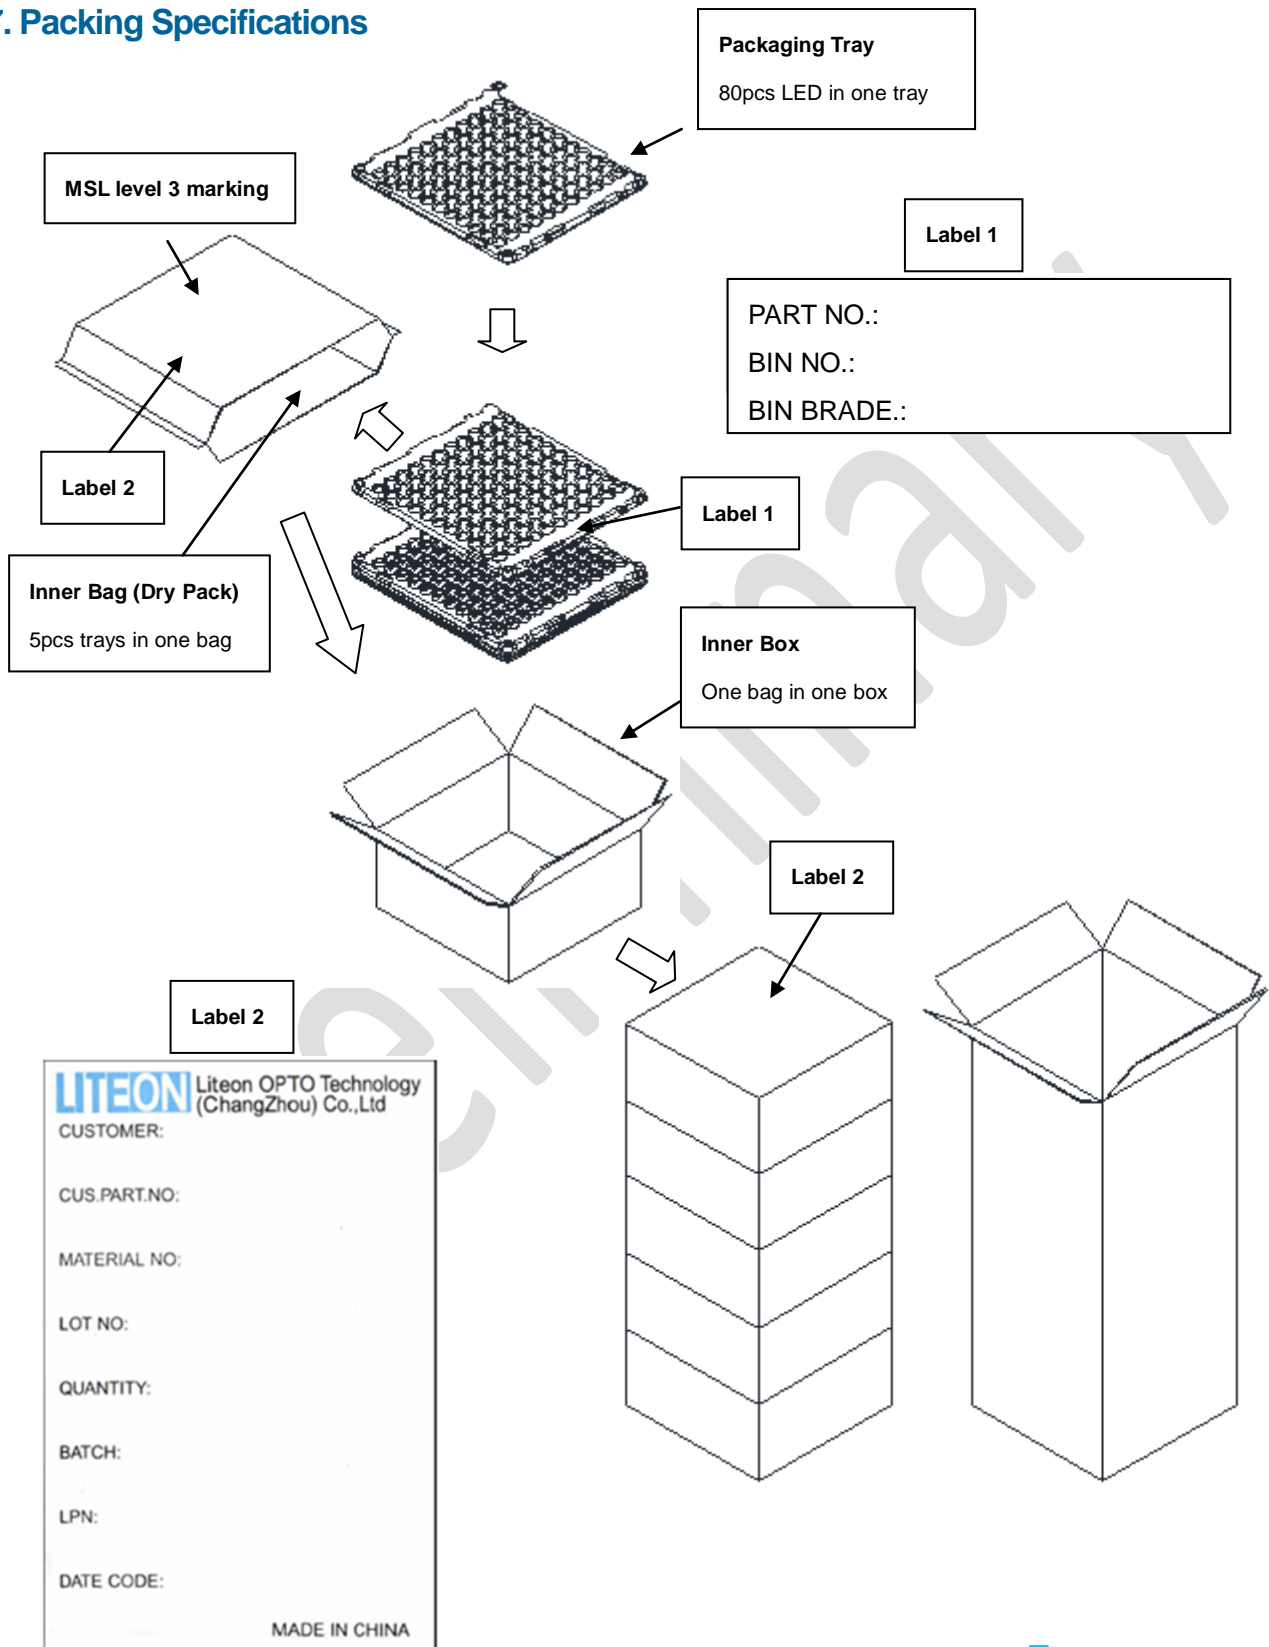 7. Packing Specifications
Packaging Tray
80pcs LED in one tray
MSL level 3 marking
Label 1
PART NO.:
BIN NO.:
BIN BRADE.:
Label 2
Label 1
Inner Bag (Dry Pack)
5pcs trays in one bag
Inner Box
One bag in one box
Label 2
Label 2
LITEON Liteon OPTO Technology
(ChangZhou) Co.,Ltd
CUSTOMER:
CUS.PART.NO:
MATERIAL NO:
LOT NO:
QUANTITY:
BATCH:
LPN:
DATE CODE:
MADE IN CHINA